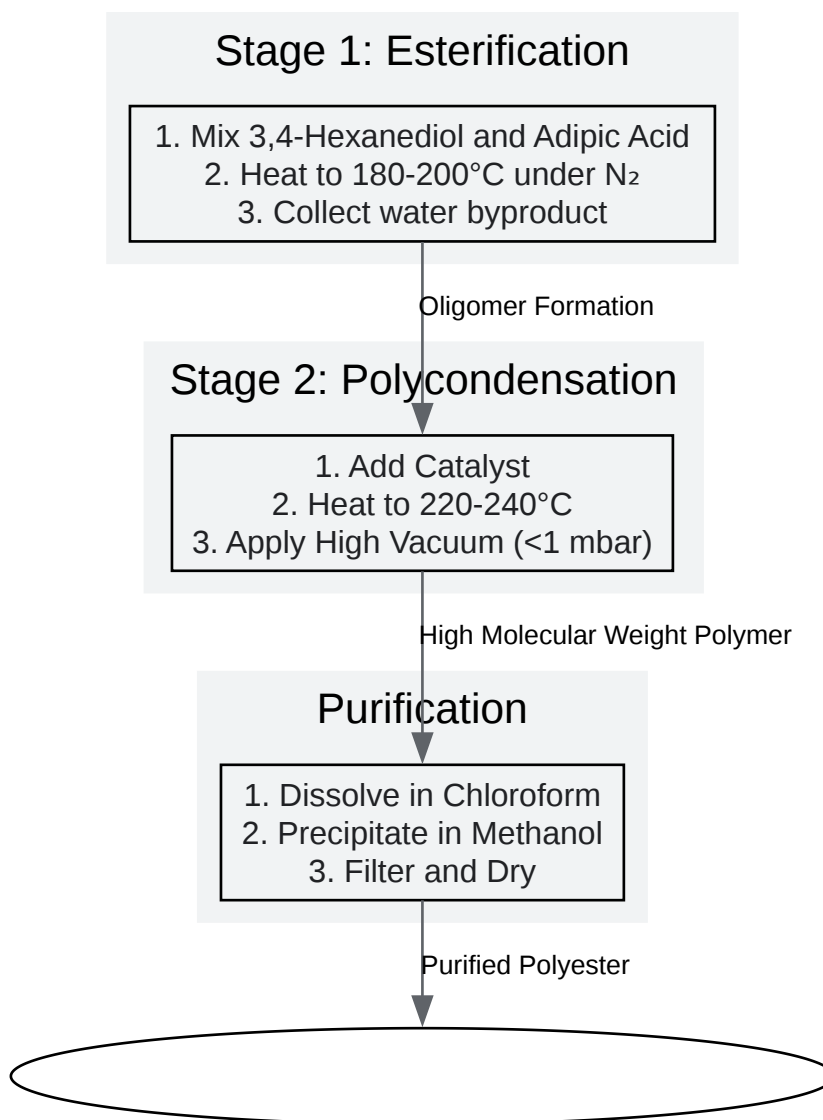 Stage 1: Esterification
1. Mix 3,4-Hexanediol and Adipic Acid
2. Heat to 180-200°C under N₂
3. Collect water byproduct
Oligomer Formation
Stage 2: Polycondensation
1. Add Catalyst
2. Heat to 220-240°C
3. Apply High Vacuum (<1 mbar)
High Molecular Weight Polymer
Purification
1. Dissolve in Chloroform
2. Precipitate in Methanol
3. Filter and Dry
Purified Polyester